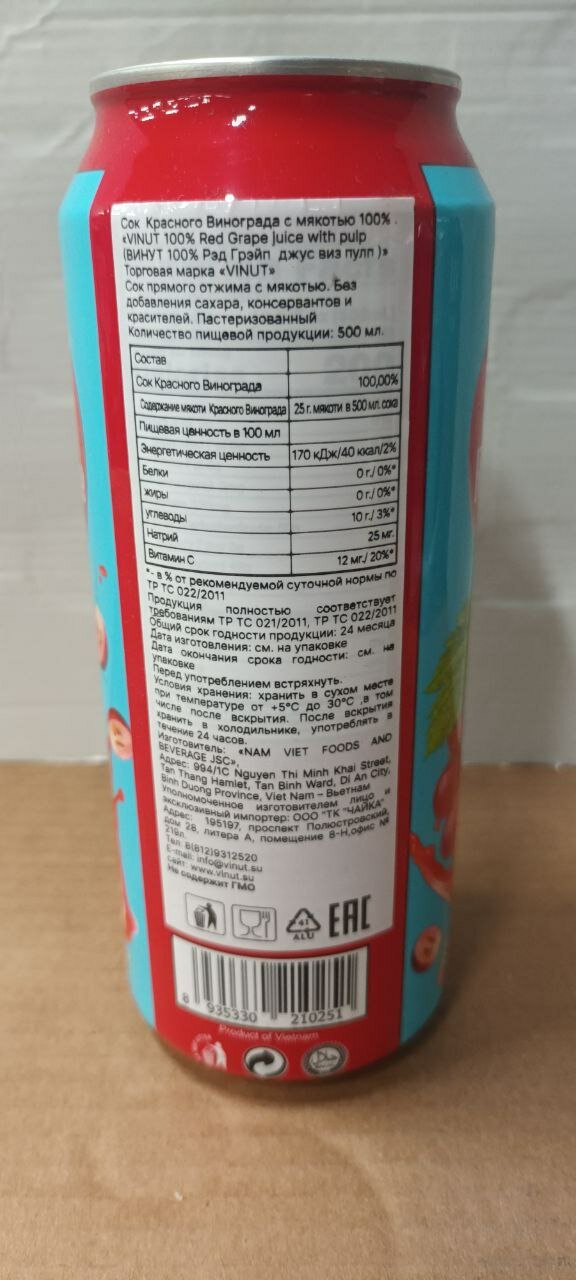 Сок Красного Винограда с мякотью 100% .
«VINUT 100% Red Grape juice with pulp
(ВИНУТ 100% Рэд Грэйп джус виз пулп )»
Торговая марка «VINUT»
Сок прямого отжима с мякотью. Без
добавления сахара, консервантов и
красителей. Пастеризованный
Количество пищевой продукции: 500 мл.
Состав
Сок Красного Винограда 100,00%
Содержание мякоти Красного Винограда 25 г. мякоти в 500 мл. сока
Пищевая ценность в 100 мл
Энергетическая ценность 170 кДж/40 ккал/2%
Белки 0 г./ 0%*
жиры 0 г./ 0%*
углеводы 10 г./ 3%*
Натрий 25 мг.
Витамин С 12 мг./ 20%*
*- в % от рекомендуемой суточной нормы по
ТР ТС 022/2011
Продукция полностью соответствует
требованиям ТР ТС 021/2011, ТР ТС 022/2011
Общий срок годности продукции: 24 месяца
Дата изготовления: см. на упаковке
Дата окончания срока годности: см. на
упаковке
Перед употреблением встряхнуть.
Условия хранения: хранить в сухом месте
при температуре от +5°С до 30°С ,в том
числе после вскрытия. После вскрытия
хранить в холодильнике, употреблять в
течение 24 часов.
Изготовитель: «NAM VIET FOODS AND
BEVERAGE JSC»,
Адрес: 994/1C Nguyen Thi Minh Khai Street,
Tan Thang Hamlet, Tan Binh Ward, Di An City,
Binh Duong Province, Viet Nam – Вьетнам
Уполномоченное изготовителем лицо и
эксклюзивный импортер: ООО "ТК "ЧАЙКА"
Адрес: 195197, проспект Полюстровский,
дом 28, литера А, помещение 8-Н,офис №
219л.
Тел: 8(812)9312520
E-mail: info@vinut.su
сайт: www.vinut.su
Не содержит ГМО
41
ALU
EAC
8 935330 210251
Product of Vietnam